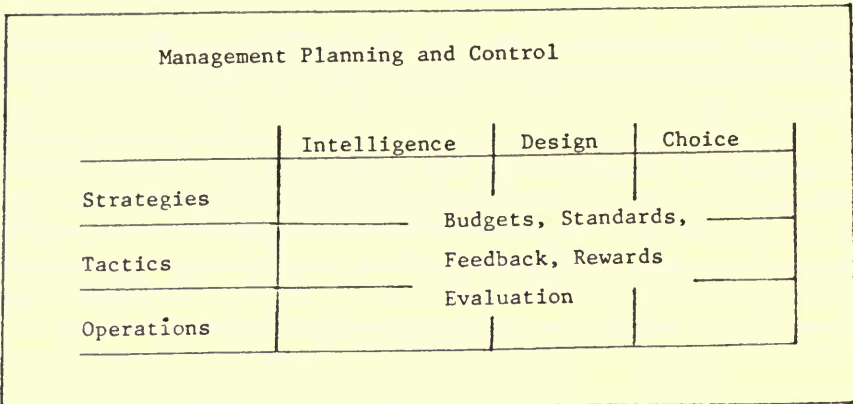 Management Planning and Control
Intelligence Design Choice
Strategies
Budgets, Standards,
Tactics Feedback, Rewards
Evaluation
Operations